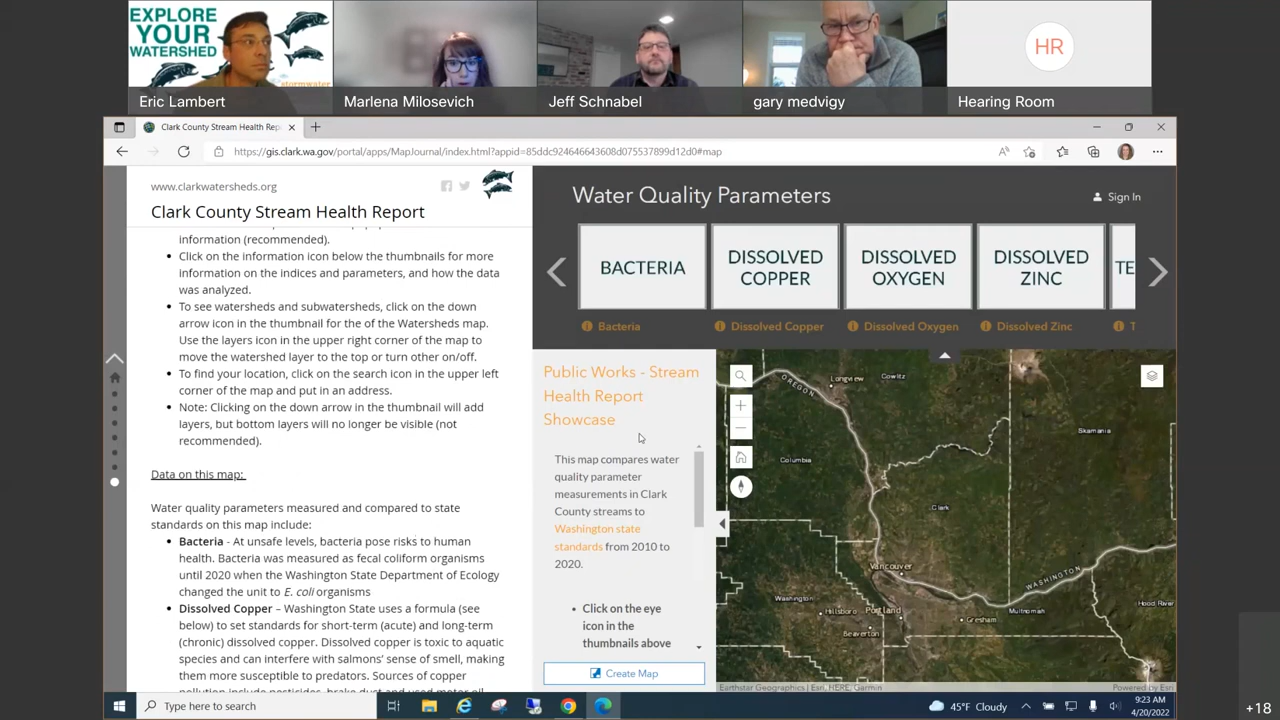 EXPLORE
YOUR
WATERSHED
stormwater
Eric Lambert
Marlena Milosevich
Jeff Schnabel
gary medvigy
HR
Hearing Room
Clark County Stream Health Rep
https://gis.clark.wa.gov/portal/apps/MapJournal/index.html?appid=85ddc924646643608d075537899d12d0#map
www.clarkwatersheds.org
Clark County Stream Health Report
information (recommended).
• Click on the information icon below the thumbnails for more
information on the indices and parameters, and how the data
was analyzed.
• To see watersheds and subwatersheds, click on the down
arrow icon in the thumbnail for the of the Watersheds map.
Use the layers icon in the upper right corner of the map to
move the watershed layer to the top or turn other on/off.
• To find your location, click on the search icon in the upper left
corner of the map and put in an address.
• Note: Clicking on the down arrow in the thumbnail will add
layers, but bottom layers will no longer be visible (not
recommended).
Data on this map:
Water quality parameters measured and compared to state
standards on this map include:
• Bacteria - At unsafe levels, bacteria pose risks to human
health. Bacteria was measured as fecal coliform organisms
until 2020 when the Washington State Department of Ecology
changed the unit to E. coli organisms
• Dissolved Copper – Washington State uses a formula (see
below) to set standards for short-term (acute) and long-term
(chronic) dissolved copper. Dissolved copper is toxic to aquatic
species and can interfere with salmons' sense of smell, making
them more susceptible to predators. Sources of copper
pollution include pesticides, brake dust and used motor oil
Water Quality Parameters
Sign In
BACTERIA
DISSOLVED
COPPER
DISSOLVED
OXYGEN
DISSOLVED
ZINC
TE
Bacteria
Dissolved Copper
Dissolved Oxygen
Dissolved Zinc
T
Public Works - Stream
Health Report
Showcase
This map compares water
quality parameter
measurements in Clark
County streams to
Washington state
standards from 2010 to
2020.
• Click on the eye
icon in the
thumbnails above
Create Map
OREGON
Longview
Cowlitz
Skamania
Columbia
Clark
Vancouver
WASHINGTON
Washington
Hillsboro
Portland
Multnomah
Hood River
Gresham
Beaverton
Earthstar Geographics | Esri, HERE, Garmin
Powered by Esri
Type here to search
45°F Cloudy
9:23 AM
4/20/2022
+18